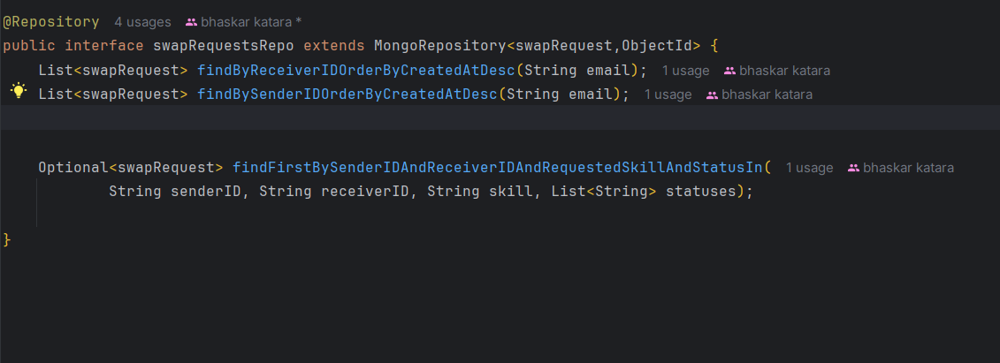 @Repository 4 usages bhaskar katara *
public interface swapRequestsRepo extends MongoRepository<swapRequest,ObjectId> {
List<swapRequest> findByReceiverIDOrderByCreatedAtDesc(String email); 1 usage bhaskar katara
List<swapRequest> findBySenderIDOrderByCreatedAtDesc(String email); 1 usage bhaskar katara
Optional<swapRequest> findFirstBySenderIDAndReceiverIDAndRequestedSkillAndStatusIn( 1 usage bhaskar katara
String senderID, String receiverID, String skill, List<String> statuses);
}